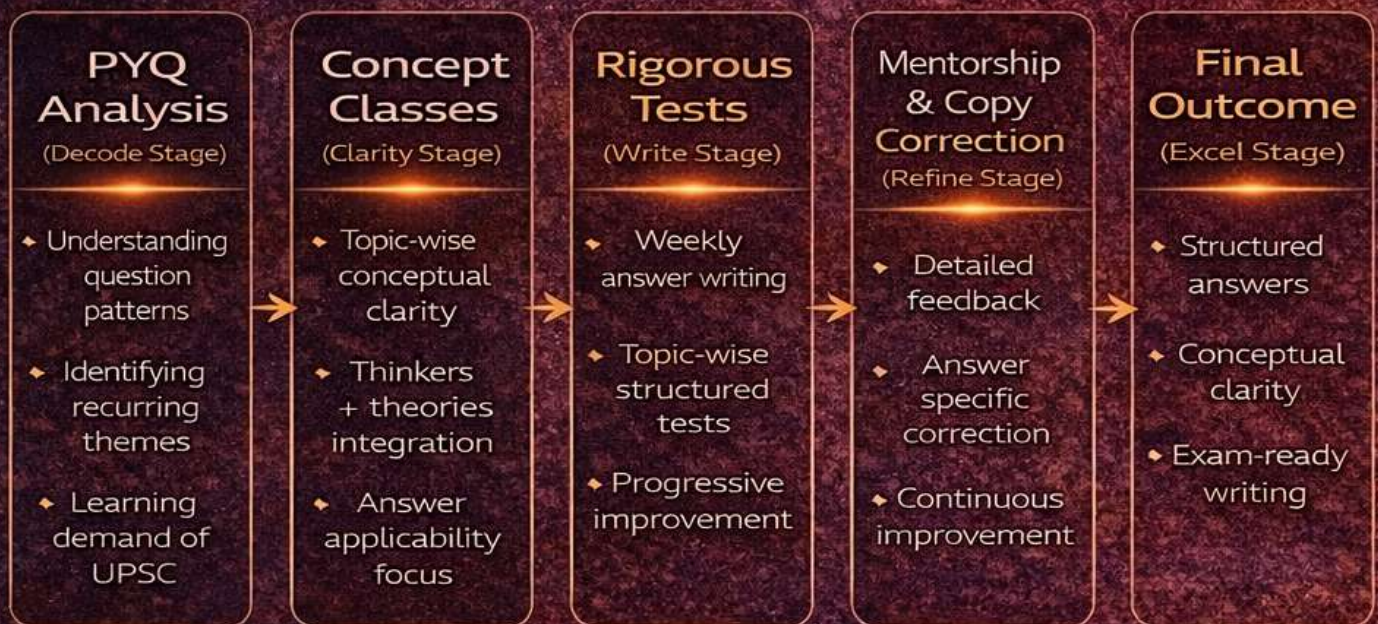 PYQ
Analysis
(Decode Stage)
Understanding
question
patterns
Identifying
recurring
themes
Learning
demand of
UPSC
Concept
Classes
(Clarity Stage)
Topic-wise
conceptual
clarity
Thinkers
+ theories
integration
Answer
applicability
focus
Rigorous
Tests
(Write Stage)
Weekly
answer writing
Topic-wise
structured
tests
Progressive
improvement
Mentorship
& Copy
Correction
(Refine Stage)
Detailed
feedback
Answer
specific
correction
Continuous
improvement
Final
Outcome
(Excel Stage)
Structured
answers
Conceptual
clarity
Exam-ready
writing